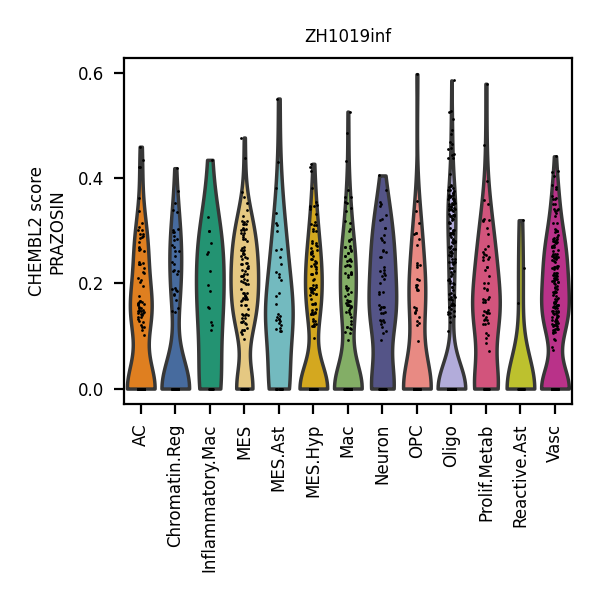 ZH1019inf
CHEMBL2 score
PRAZOSIN
0.6
0.4
0.2
0.0
AC
Chromatin.Reg
Inflammatory.Mac
MES
MES.Ast
MES.Hyp
Mac
Neuron
OPC
Oligo
Prolif.Metab
Reactive.Ast
Vasc